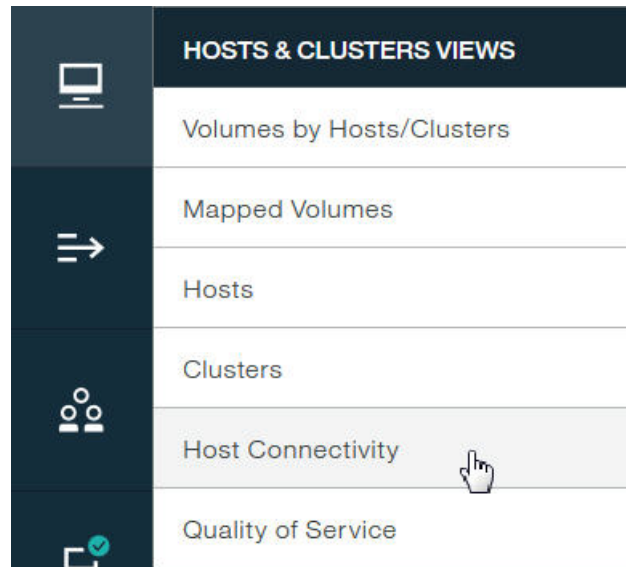 HOSTS & CLUSTERS VIEWS
Volumes by Hosts/Clusters
Mapped Volumes
Hosts
Clusters
Host Connectivity
Quality of Service